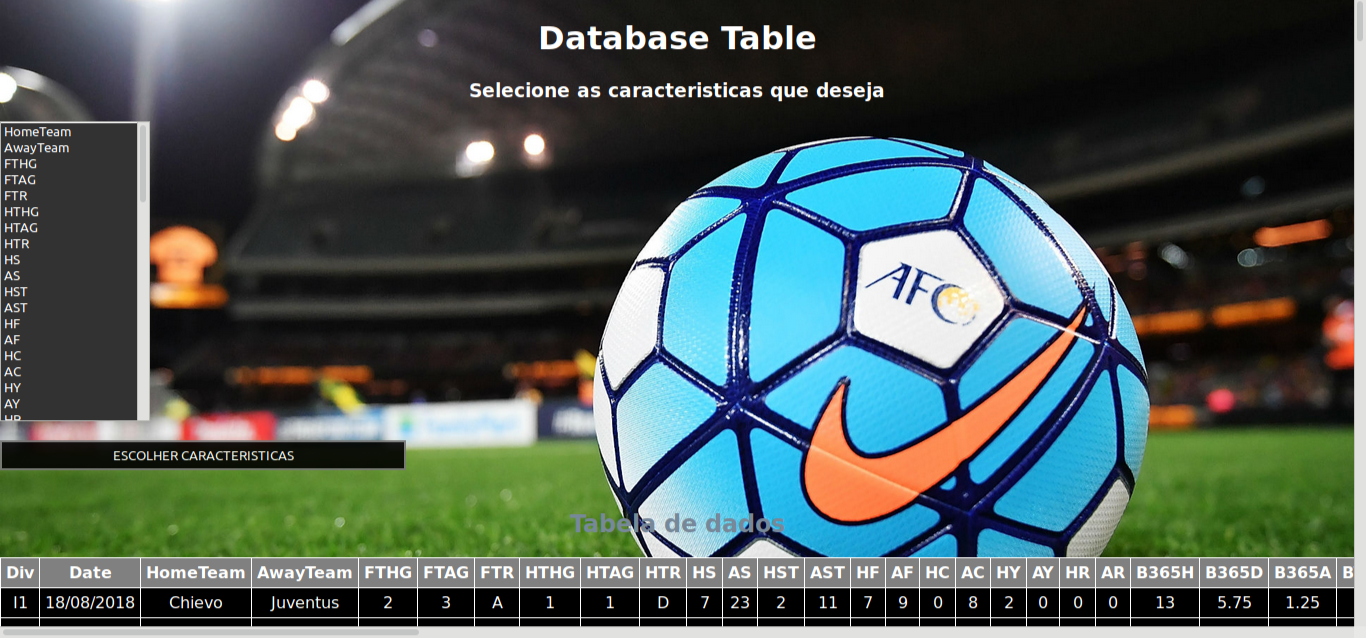 Database Table
Selecione as caracteristicas que deseja
HomeTeam
AwayTeam
FTHG
FTAG
FTR
HTHG
HTAG
HTR
HS
AS
HST
AST
HF
AF
HC
AC
HY
AY
HR
ESCOLHER CARACTERISTICAS
AFC
Tabela de dados
Div Date HomeTeam AwayTeam FTHG FTAG FTR HTHG HTAG HTR HS AS HST AST HF AF HC AC HY AY HR AR B365H B365D B365A B
I1 18/08/2018 Chievo Juventus 2 3 A 1 1 D 7 23 2 11 7 9 0 8 2 0 0 0 13 5.75 1.25